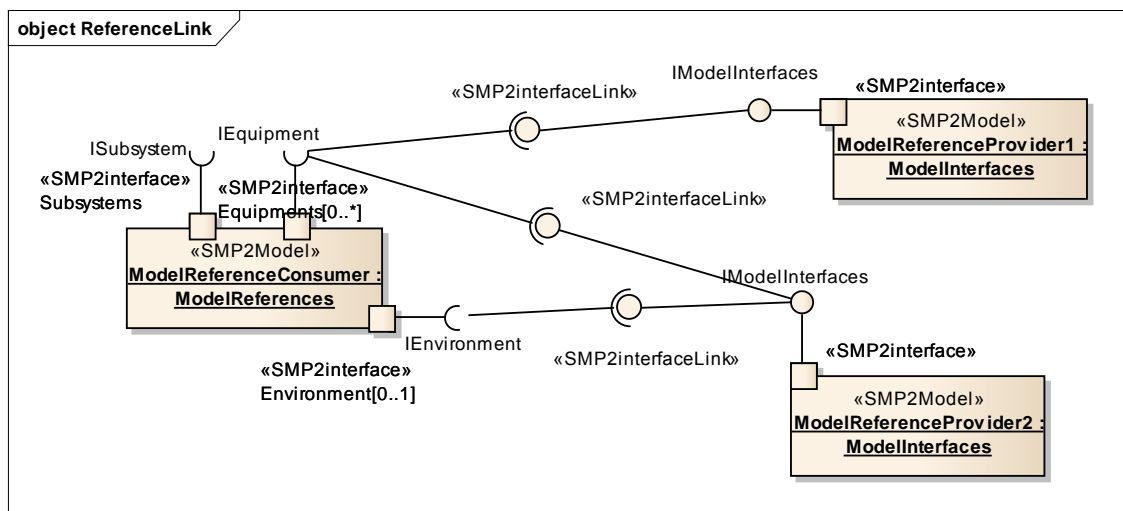 object ReferenceLink
IModelInterfaces
«SMP2interface»
«SMP2interfaceLink»
«SMP2Model»
ModelReferenceProvider1 :
ModelInterfaces
IEquipment
ISubsystem
«SMP2interface»
Subsystems
«SMP2interface»
Equipments[0..*]
«SMP2interfaceLink»
«SMP2Model»
ModelReferenceConsumer :
ModelReferences
IModelInterfaces
IEnvironment
«SMP2interfaceLink»
«SMP2interface»
«SMP2interface»
Environment[0..1]
«SMP2Model»
ModelReferenceProvider2 :
ModelInterfaces